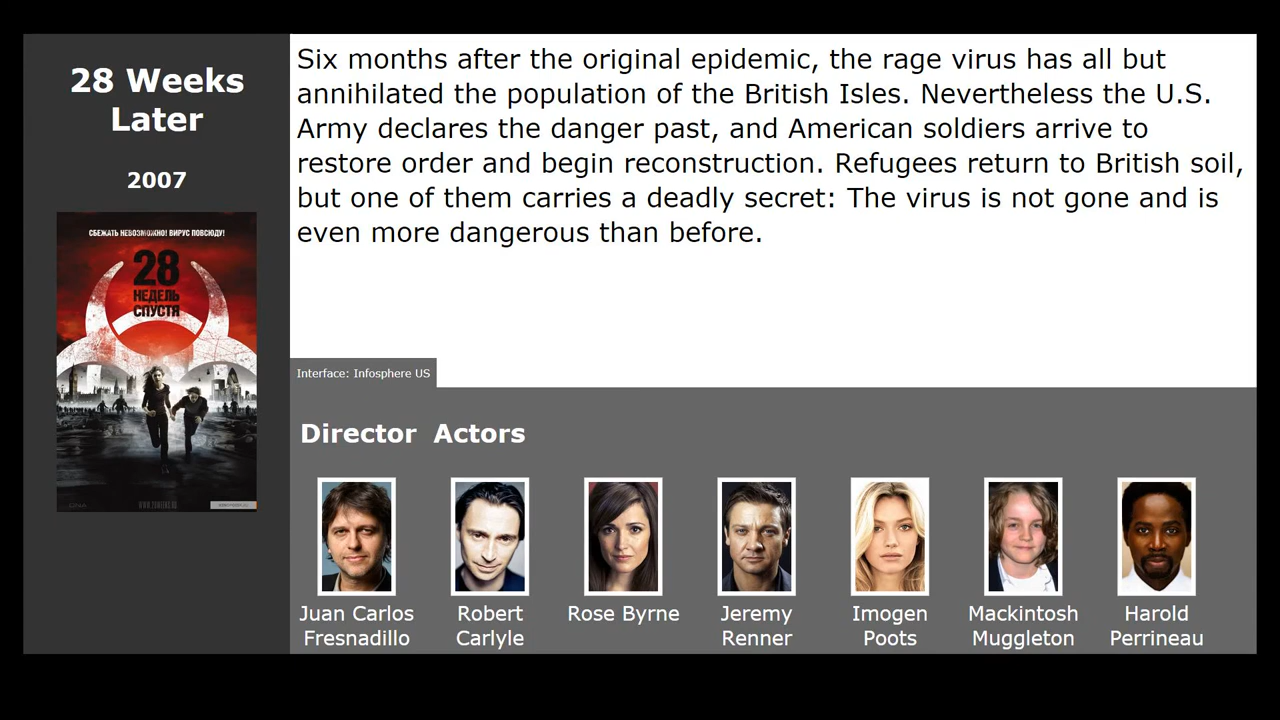 28 Weeks
Later
2007
СБЕЖАТЬ НЕВОЗМОЖНО! ВИРУС ПОВСЮДУ!
28
НЕДЕЛЬ
СПУСТЯ
Six months after the original epidemic, the rage virus has all but
annihilated the population of the British Isles. Nevertheless the U.S.
Army declares the danger past, and American soldiers arrive to
restore order and begin reconstruction. Refugees return to British soil,
but one of them carries a deadly secret: The virus is not gone and is
even more dangerous than before.
Interface: Infosphere US
Director Actors
Juan Carlos
Fresnadillo
Robert
Carlyle
Rose Byrne
Jeremy
Renner
Imogen
Poots
Mackintosh
Muggleton
Harold
Perrineau